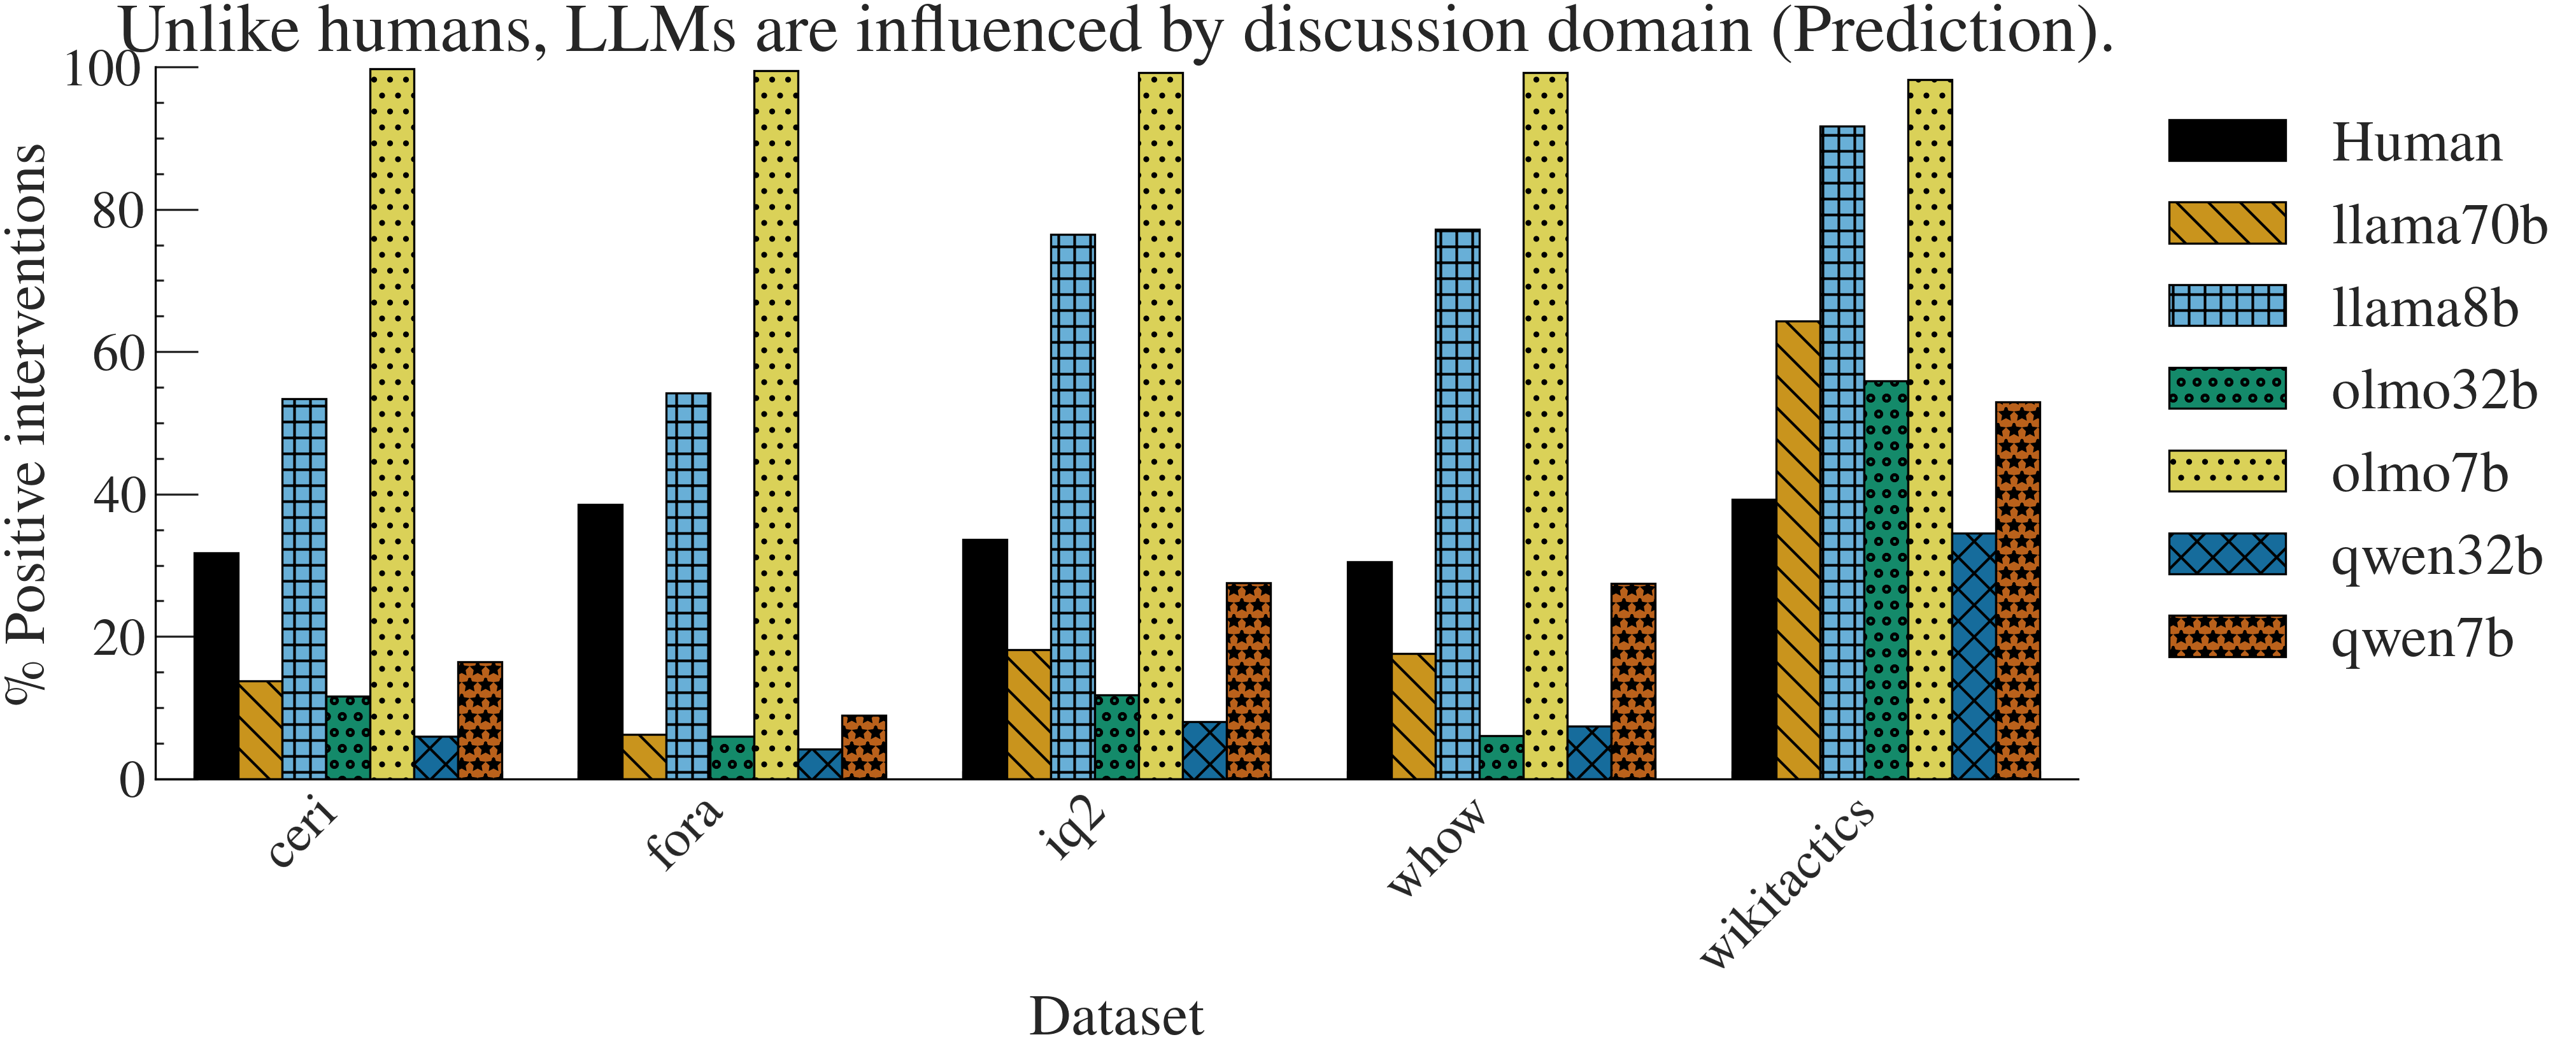 Unlike humans, LLMs are influenced by discussion domain (Prediction).
% Positive interventions
100
80
60
40
20
0
ceri
fora
iq2
whow
wikitactics
Dataset
Human
llama70b
llama8b
olmo32b
olmo7b
qwen32b
qwen7b